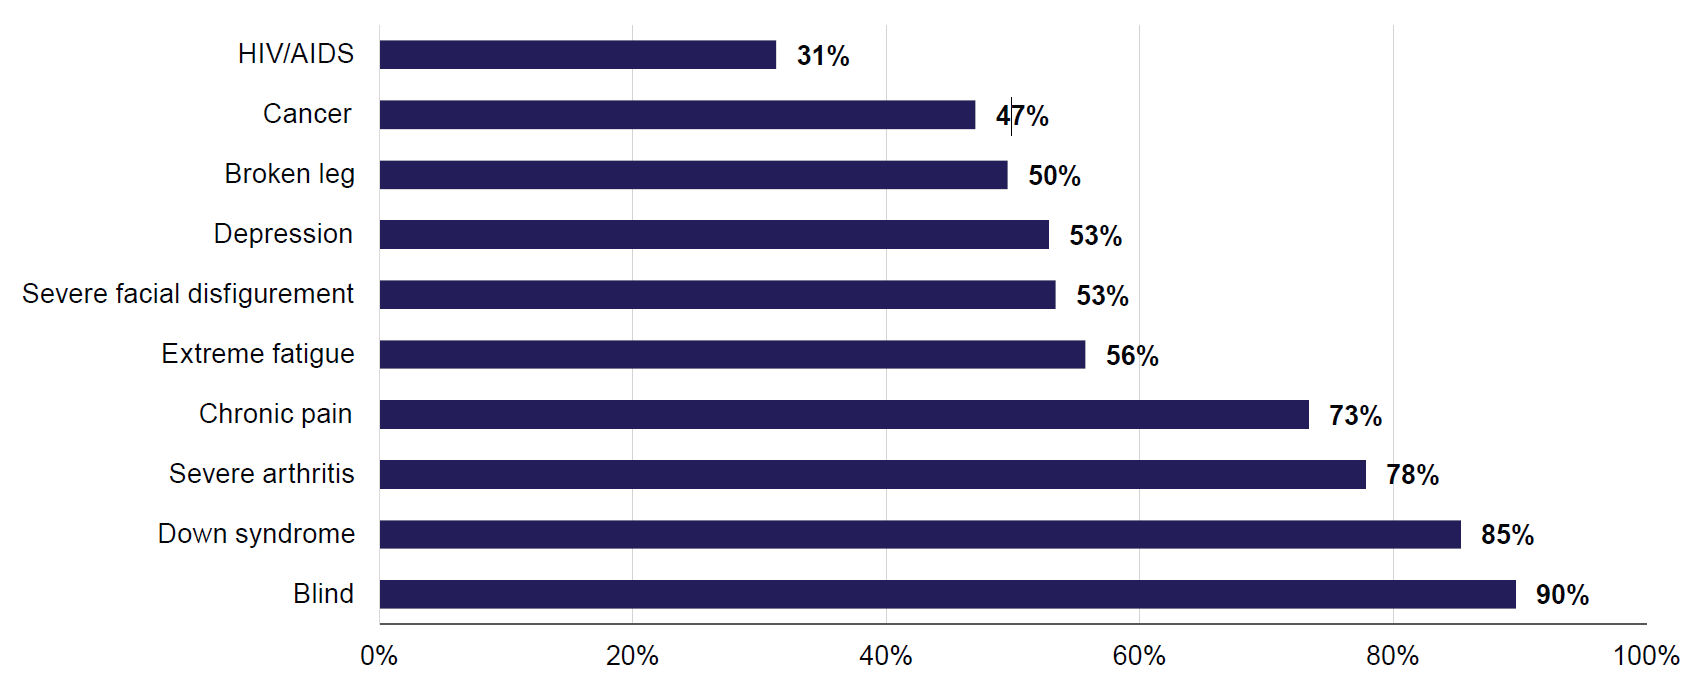 HIV/AIDS 31%
Cancer 47%
Broken leg 50%
Depression 53%
Severe facial disfigurement 53%
Extreme fatigue 56%
Chronic pain 73%
Severe arthritis 78%
Down syndrome 85%
Blind 90%
0% 20% 40% 60% 80% 100%